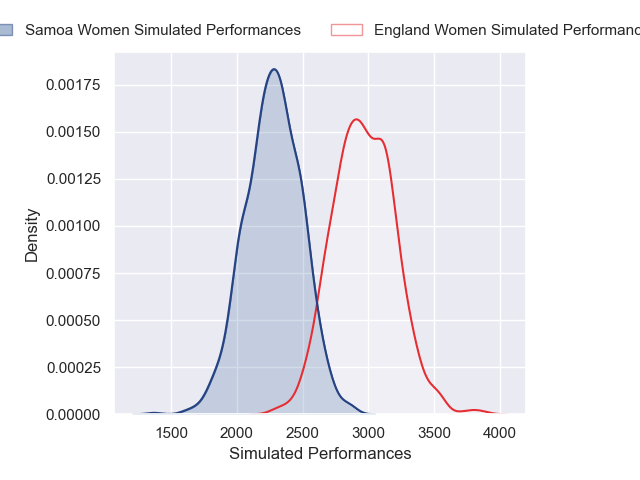 Samoa Women Simulated Performances
England Women Simulated
0.00175
0.00150
0.00125
0.00100
0.00075
0.00050
0.00025
0.00000
Density
1500 2000 2500 3000 3500 4000
Simulated Performances